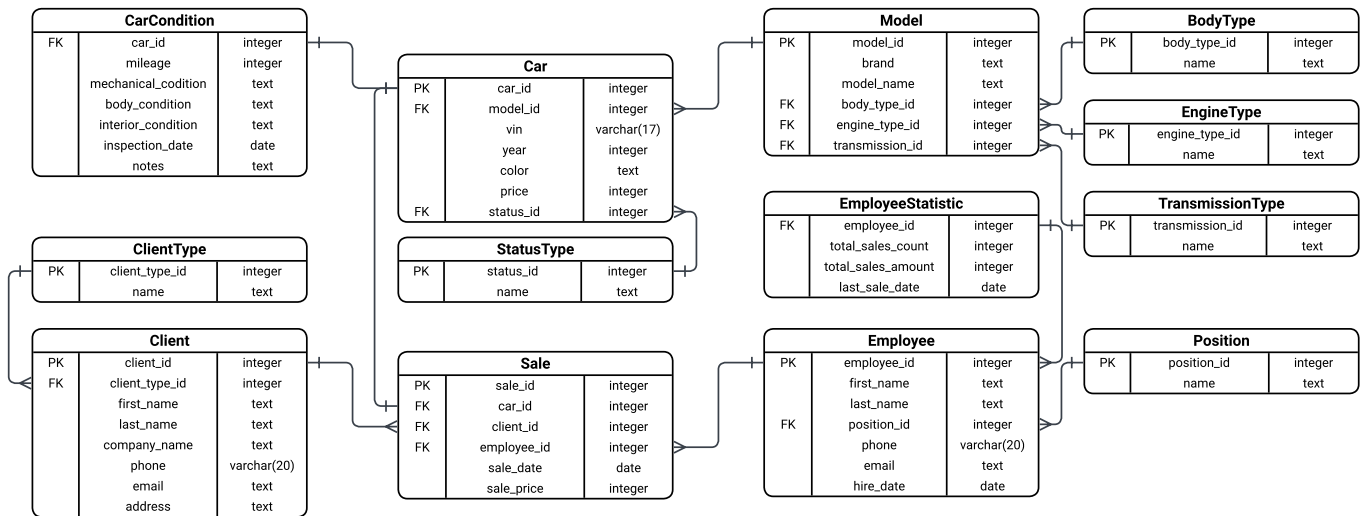 CarCondition
FK car_id integer
mileage integer
mechanical_codition text
body_condition text
interior_condition text
inspection_date date
notes text
ClientType
PK client_type_id integer
name text
Client
PK client_id integer
FK client_type_id integer
first_name text
last_name text
company_name text
phone varchar(20)
email text
address text
Car
PK car_id integer
FK model_id integer
vin varchar(17)
year integer
color text
price integer
FK status_id integer
StatusType
PK status_id integer
name text
Sale
PK sale_id integer
FK car_id integer
FK client_id integer
FK employee_id integer
sale_date date
sale_price integer
Model
PK model_id integer
brand text
model_name text
FK body_type_id integer
FK engine_type_id integer
FK transmission_id integer
EmployeeStatistic
FK employee_id integer
total_sales_count integer
total_sales_amount integer
last_sale_date date
Employee
PK employee_id integer
first_name text
last_name text
FK position_id integer
phone varchar(20)
email text
hire_date date
BodyType
PK body_type_id integer
name text
EngineType
PK engine_type_id integer
name text
TransmissionType
PK transmission_id integer
name text
Position
PK position_id integer
name text